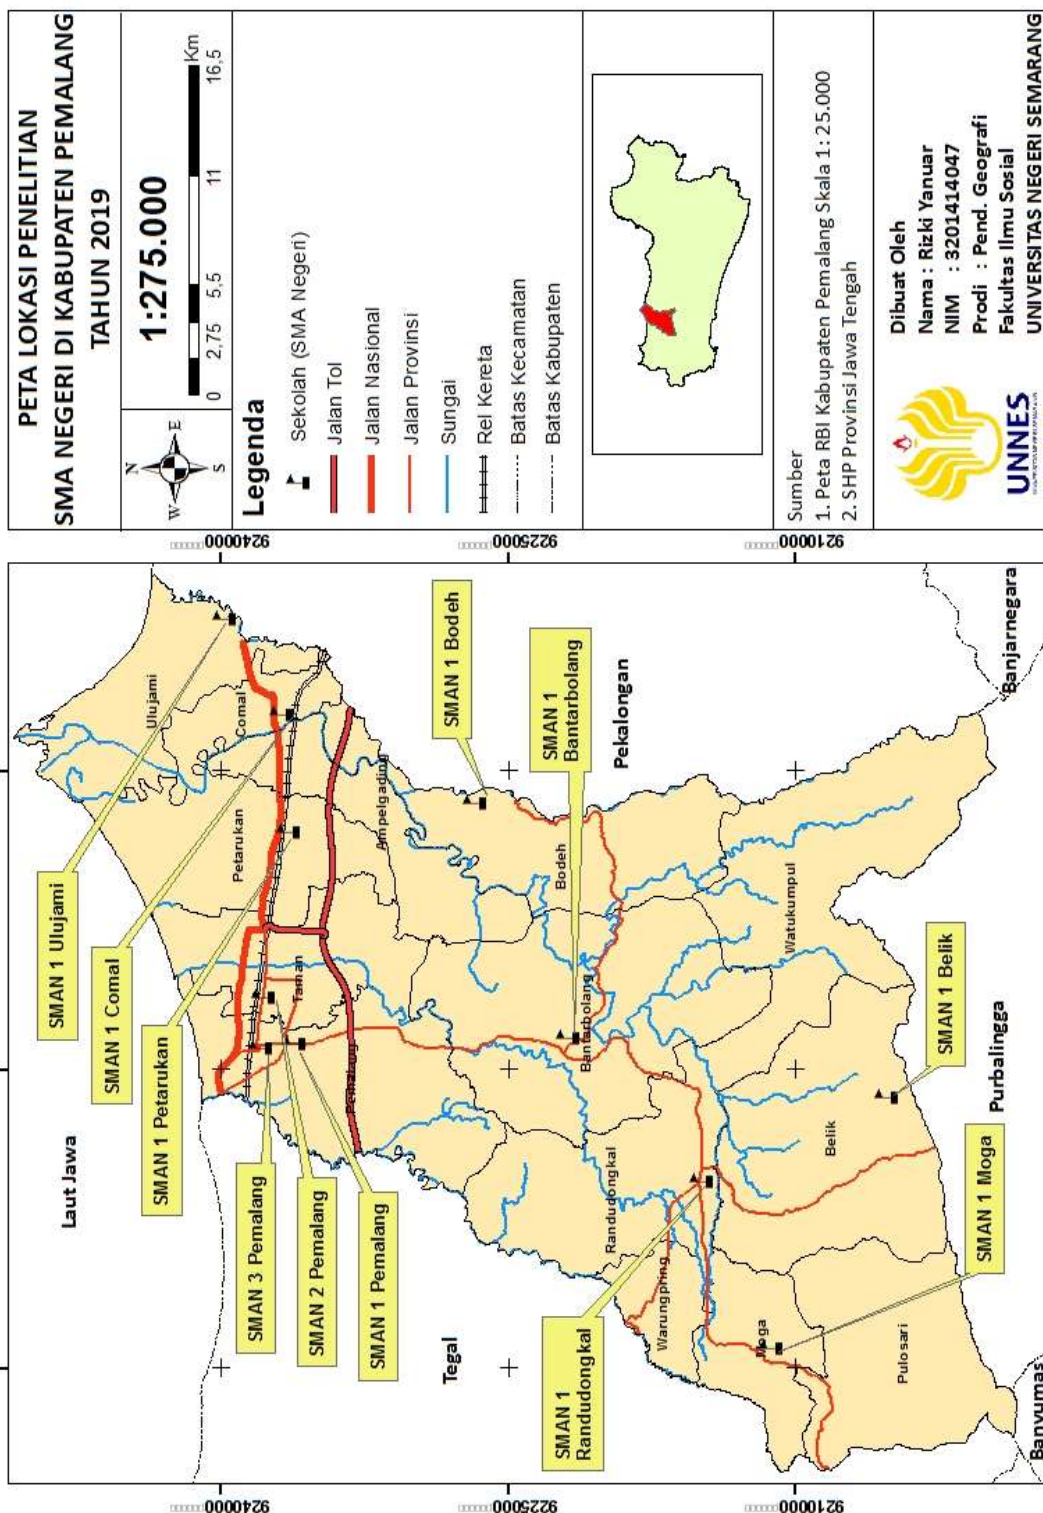 PETA LOKASI PENELITIAN
SMA NEGERI DI KABUPATEN PEMALANG
TAHUN 2019
N
W
E
S
1:275.000
0 2,75 5,5 11 16,5
Km
Legenda
Sekolah (SMA Negeri)
Jalan Tol
Jalan Nasional
Jalan Provinsi
Sungai
Rel Kereta
Batas Kecamatan
Batas Kabupaten
Sumber
1. Peta RBI Kabupaten Pemalang Skala 1: 25.000
2. SHP Provinsi Jawa Tengah
UNNES
Dibuat Oleh
Nama : Rizki Yanuar
NIM : 3201414047
Prodi : Pend. Geografi
Fakultas Ilmu Sosial
UNIVERSITAS NEGERI SEMARANG
Laut Jawa
SMAN 1 Ulujami
SMAN 1 Comal
SMAN 1 Petarukan
SMAN 3 Pemalang
SMAN 2 Pemalang
SMAN 1 Pemalang
Tegal
SMAN 1
Randudongkal
SMAN 1 Bodeh
SMAN 1
Bantarbolang
SMAN 1 Belik
SMAN 1 Moga
Pekalongan
Purbalingga
Banjarnegara
Banyumas
Ulujami
Comal
Petarukan
Ampelgading
Taman
Pemalang
Bodeh
Bantarbolang
Watukumpul
Randudongkal
Warungpring
Belik
Moga
Pulosari
9240000
9225000
9210000
9240000
9225000
9210000